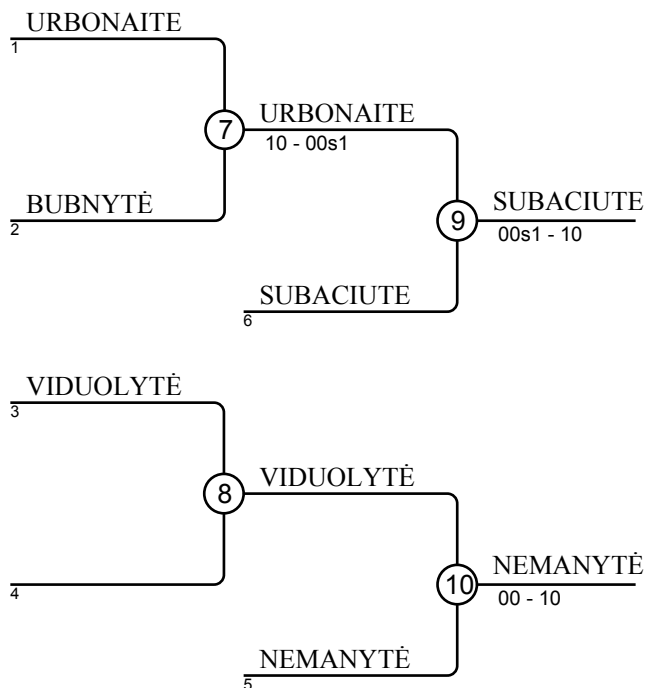 URBONAITE
1
7
URBONAITE
10 - 00s1
BUBNYTĖ
2
9
SUBACIUTE
00s1 - 10
SUBACIUTE
6
VIDUOLYTĖ
3
8
VIDUOLYTĖ
4
10
NEMANYTĖ
00 - 10
NEMANYTĖ
5